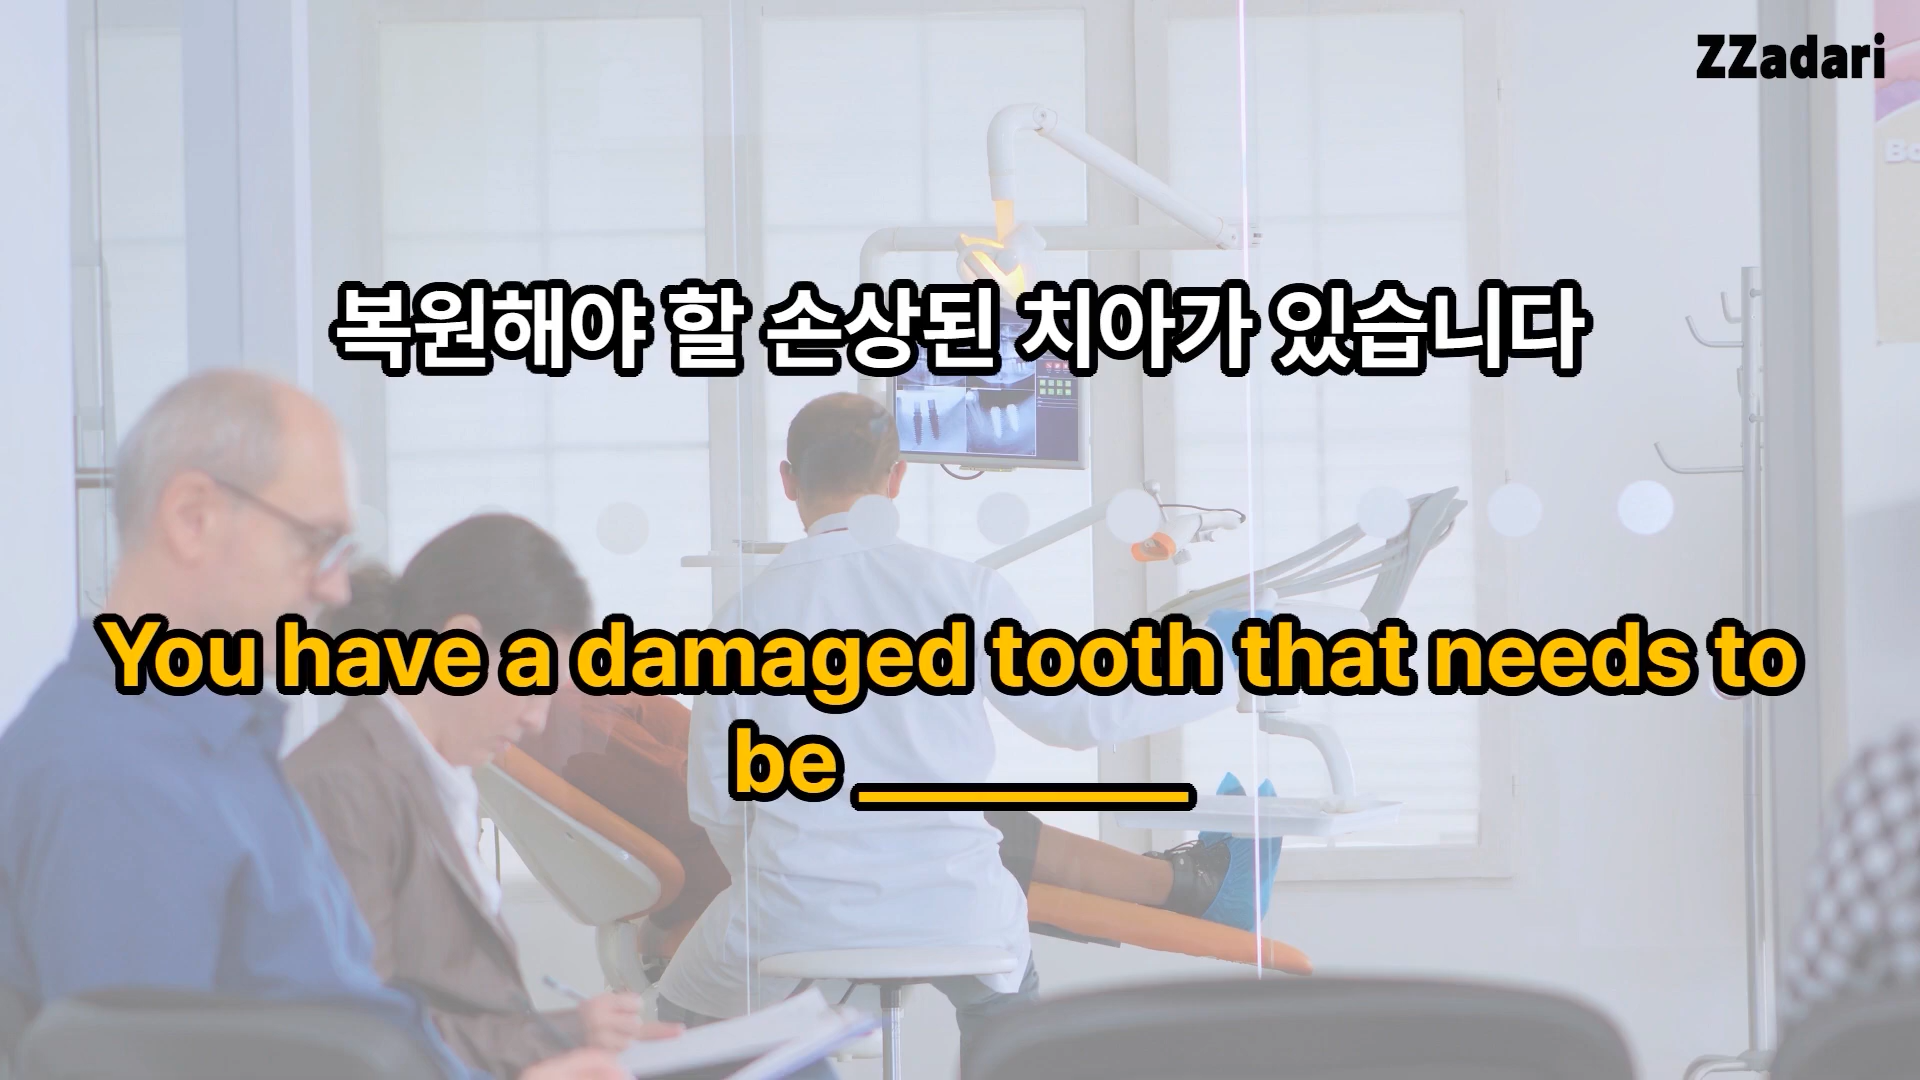 ZZadari
복원해야 할 손상된 치아가 있습니다
You have a damaged tooth that needs to
be ________